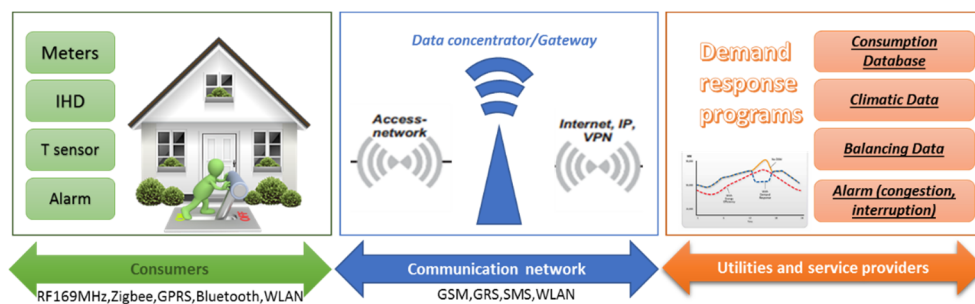 Meters
IHD
T sensor
Alarm
Data concentrator/Gateway
Access-
network
Internet, IP,
VPN
Demand
response
programs
Consumption
Database
Climatic Data
Balancing Data
Alarm (congestion,
interruption)
Consumers
Communication network
Utilities and service providers
RF169MHz,Zigbee,GPRS,Bluetooth,WLAN
GSM,GRS,SMS,WLAN